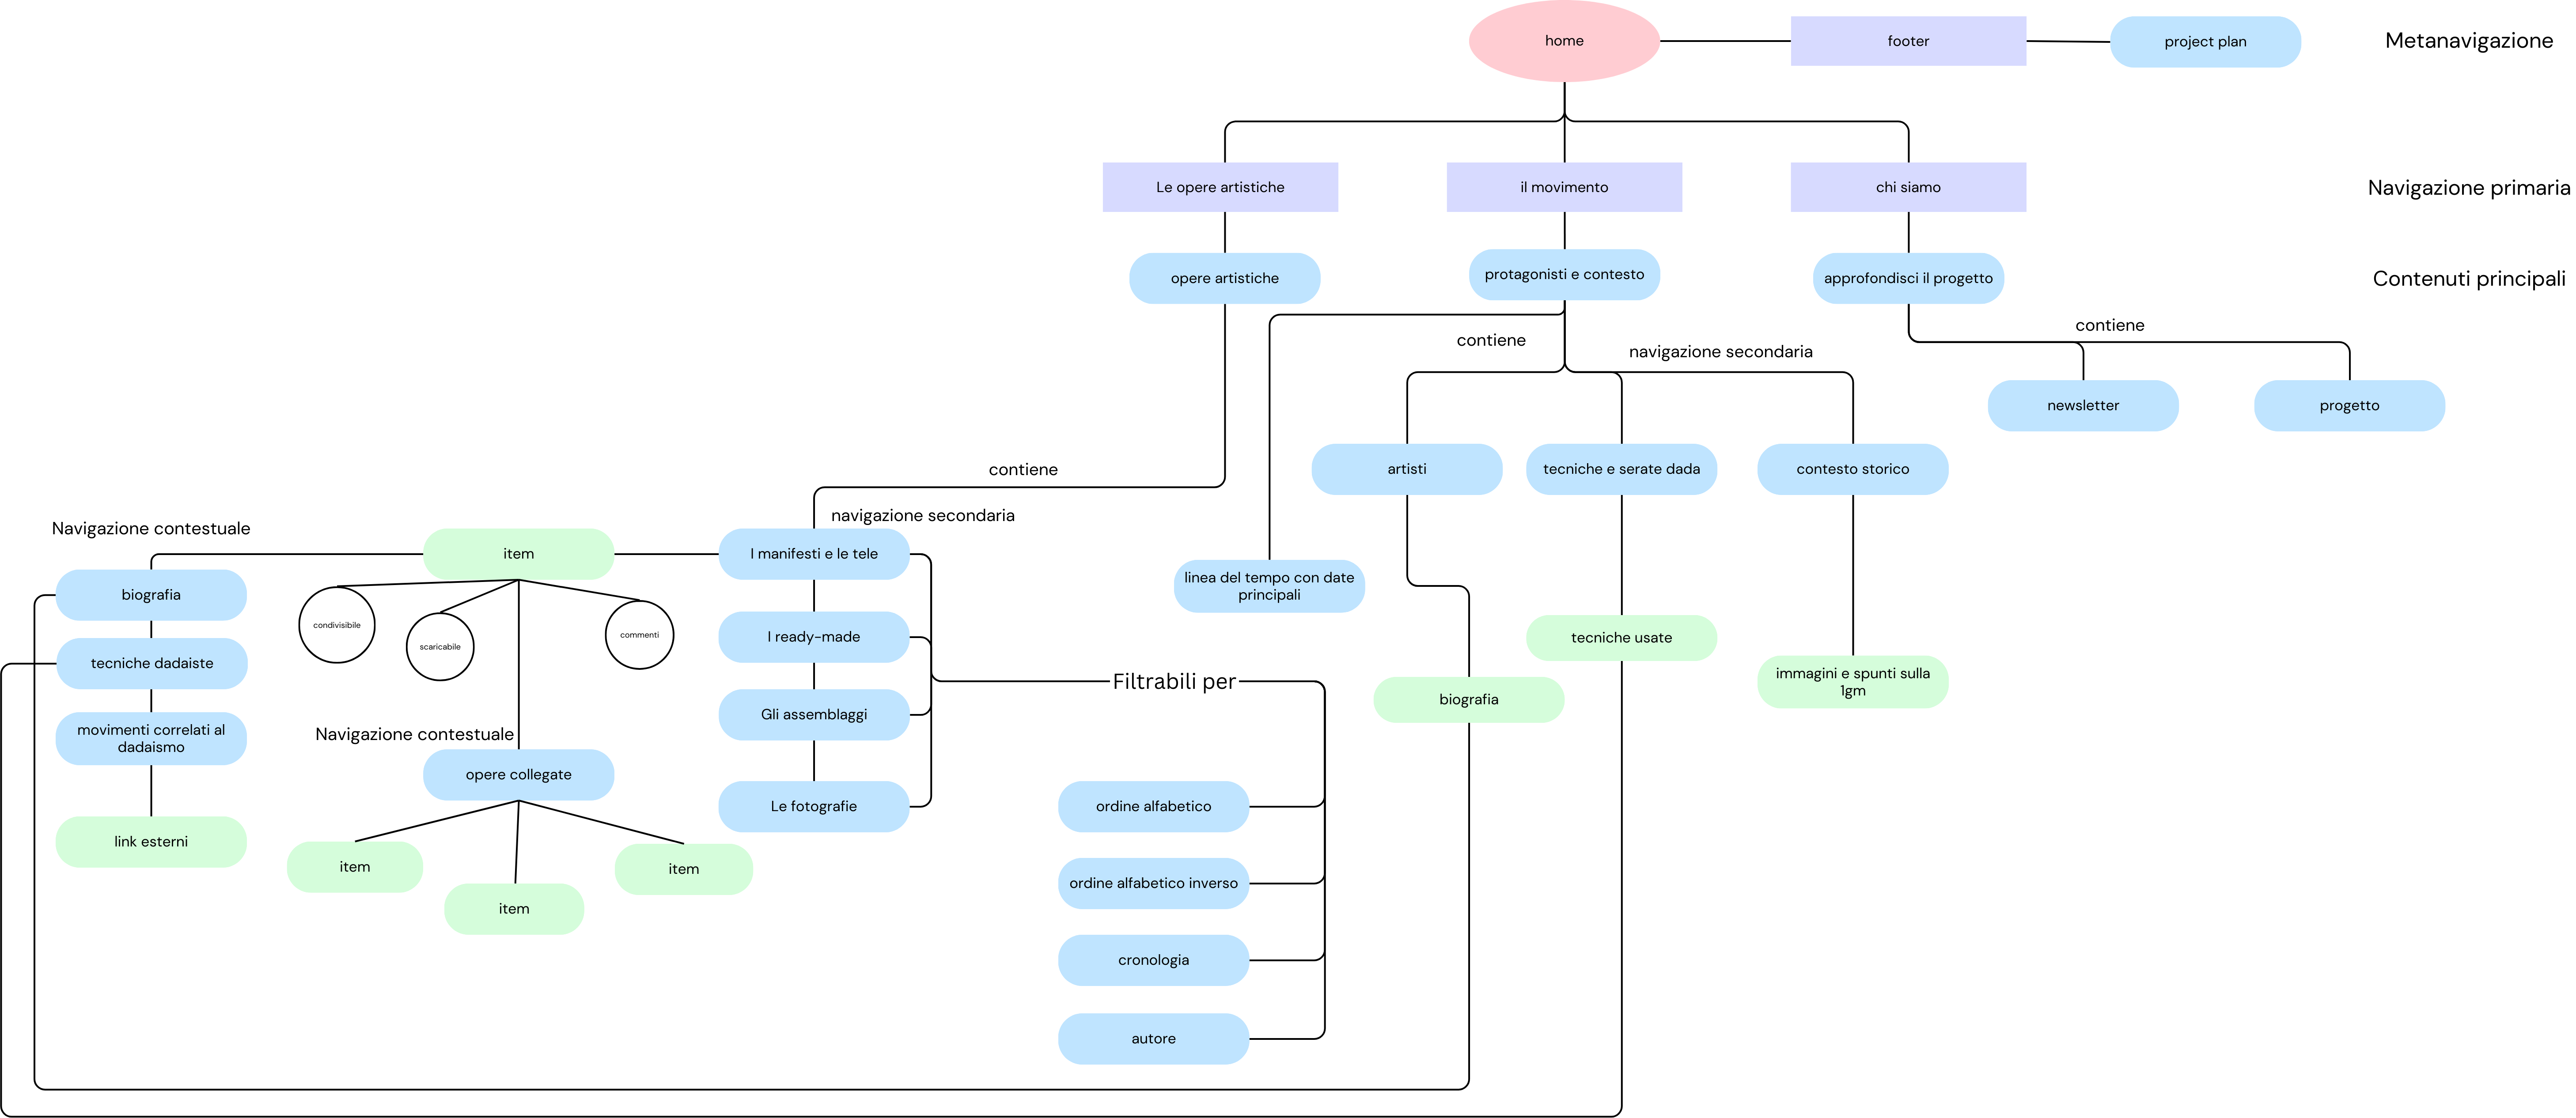 home
footer
project plan
Metanavigazione
Le opere artistiche
il movimento
chi siamo
Navigazione primaria
opere artistiche
protagonisti e contesto
approfondisci il progetto
Contenuti principali
contiene
contiene
navigazione secondaria
newsletter
progetto
contiene
artisti
tecniche e serate dada
contesto storico
navigazione secondaria
Navigazione contestuale
item
I manifesti e le tele
biografia
linea del tempo con date
principali
condivisibile
scaricabile
commenti
I ready-made
tecniche usate
tecniche dadaiste
Filtrabili per
immagini e spunti sulla
1gm
biografia
Gli assemblaggi
movimenti correlati al
dadaismo
Navigazione contestuale
opere collegate
Le fotografie
ordine alfabetico
link esterni
item
item
item
ordine alfabetico inverso
cronologia
autore